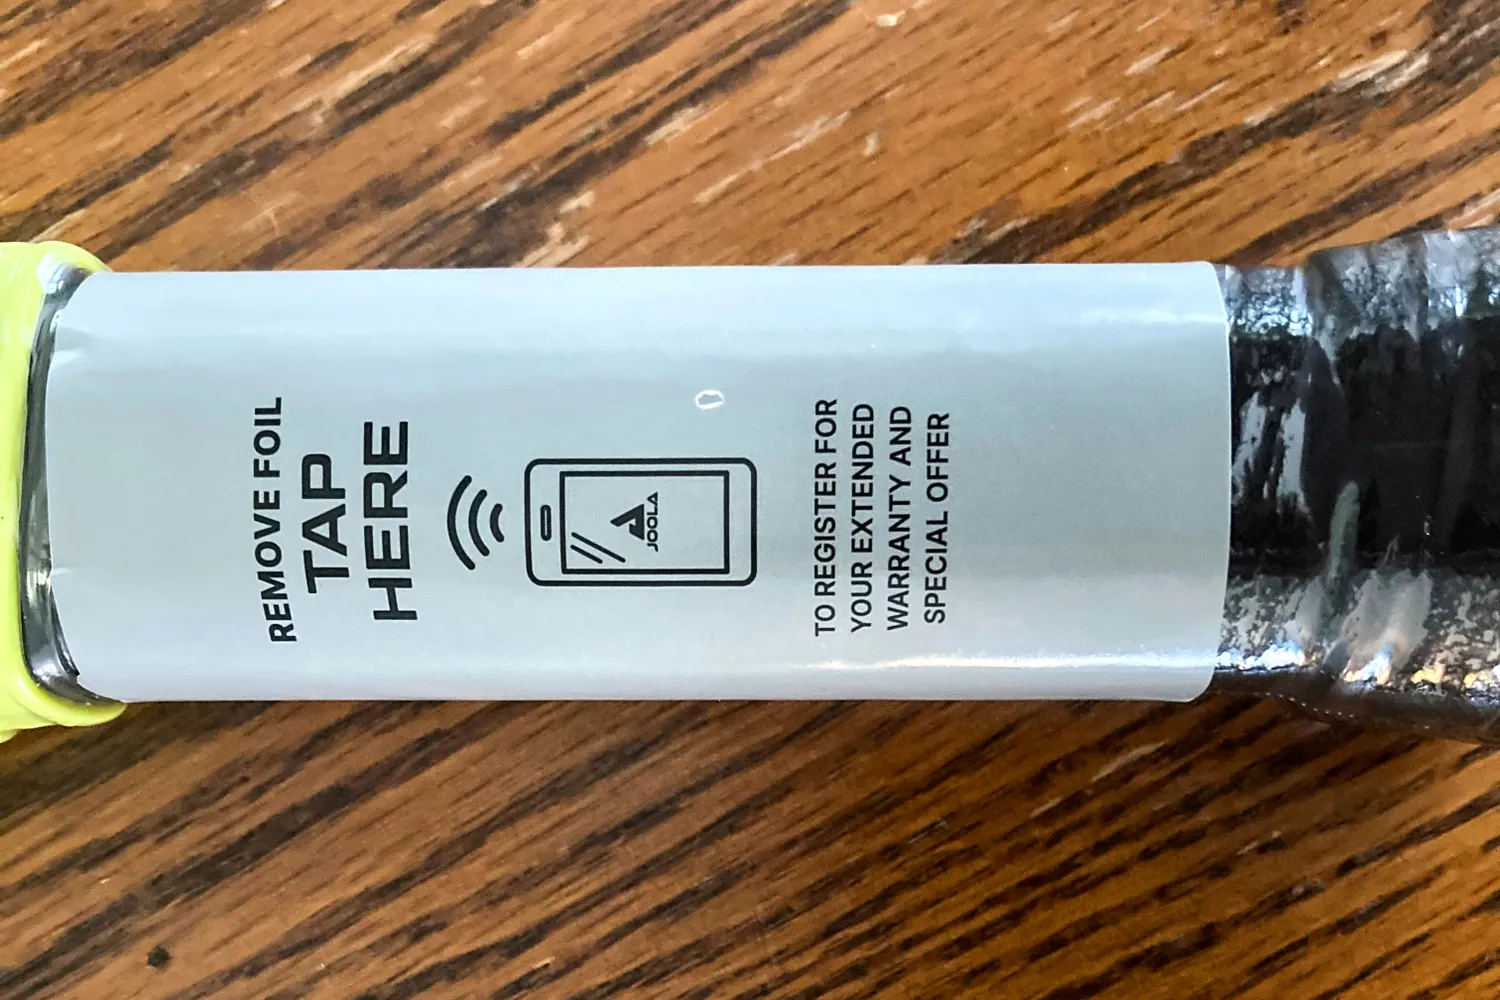 REMOVE FOIL
TAP
HERE
JOOLA
TO REGISTER FOR
YOUR EXTENDED
WARRANTY AND
SPECIAL OFFER